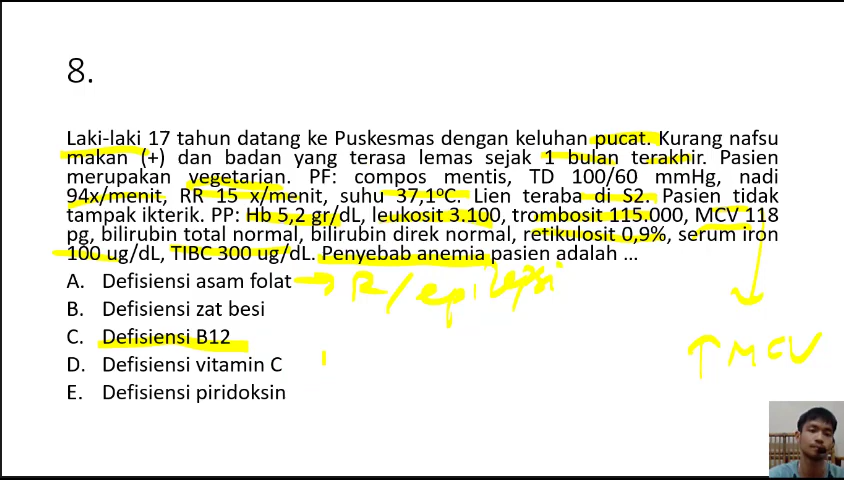 8.
Laki-laki 17 tahun datang ke Puskesmas dengan keluhan pucat. Kurang nafsu
makan (+) dan badan yang terasa lemas sejak 1 bulan terakhir. Pasien
merupakan vegetarian. PF: compos mentis, TD 100/60 mmHg, nadi
94x/menit, RR 15 x/menit, suhu 37,1°C. Lien teraba di S2. Pasien tidak
tampak ikterik. PP: Hb 5,2 gr/dL, leukosit 3.100, trombosit 115.000, MCV 118
pg, bilirubin total normal, bilirubin direk normal, retikulosit 0,9%, serum iron
100 ug/dL, TIBC 300 ug/dL. Penyebab anemia pasien adalah ...
A. Defisiensi asam folat → R/epilepsi
B. Defisiensi zat besi
C. Defisiensi B12
↑ MCV
D. Defisiensi vitamin C
E. Defisiensi piridoksin